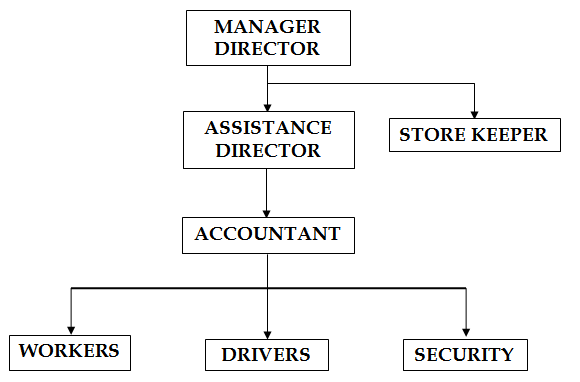 MANAGER
DIRECTOR
ASSISTANCE
DIRECTOR
STORE KEEPER
ACCOUNTANT
WORKERS
DRIVERS
SECURITY